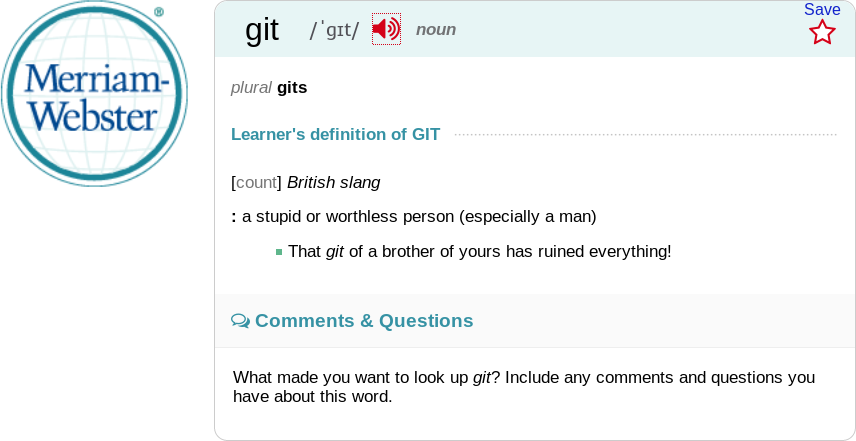 Merriam-
Webster
®
git /ˈɡɪt/ noun
Save
plural gits
Learner's definition of GIT
[count] British slang
: a stupid or worthless person (especially a man)
That git of a brother of yours has ruined everything!
Comments & Questions
What made you want to look up git? Include any comments and questions you
have about this word.